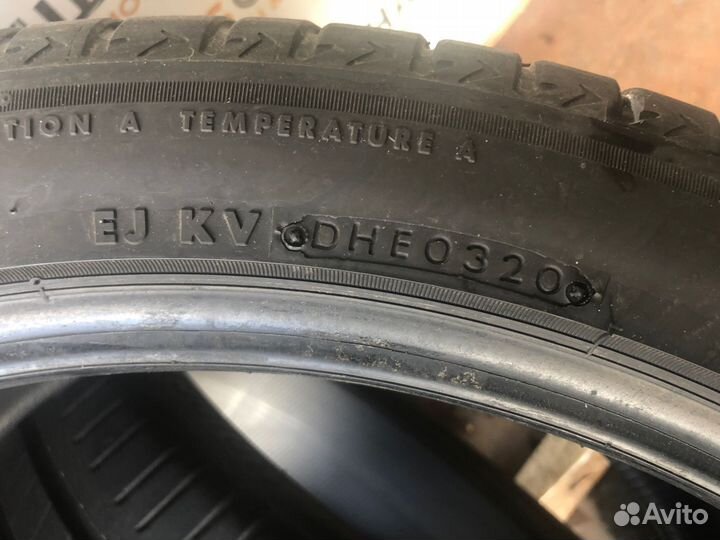 TION A TEMPERATURE A
EJ KV DHE0320
Avito